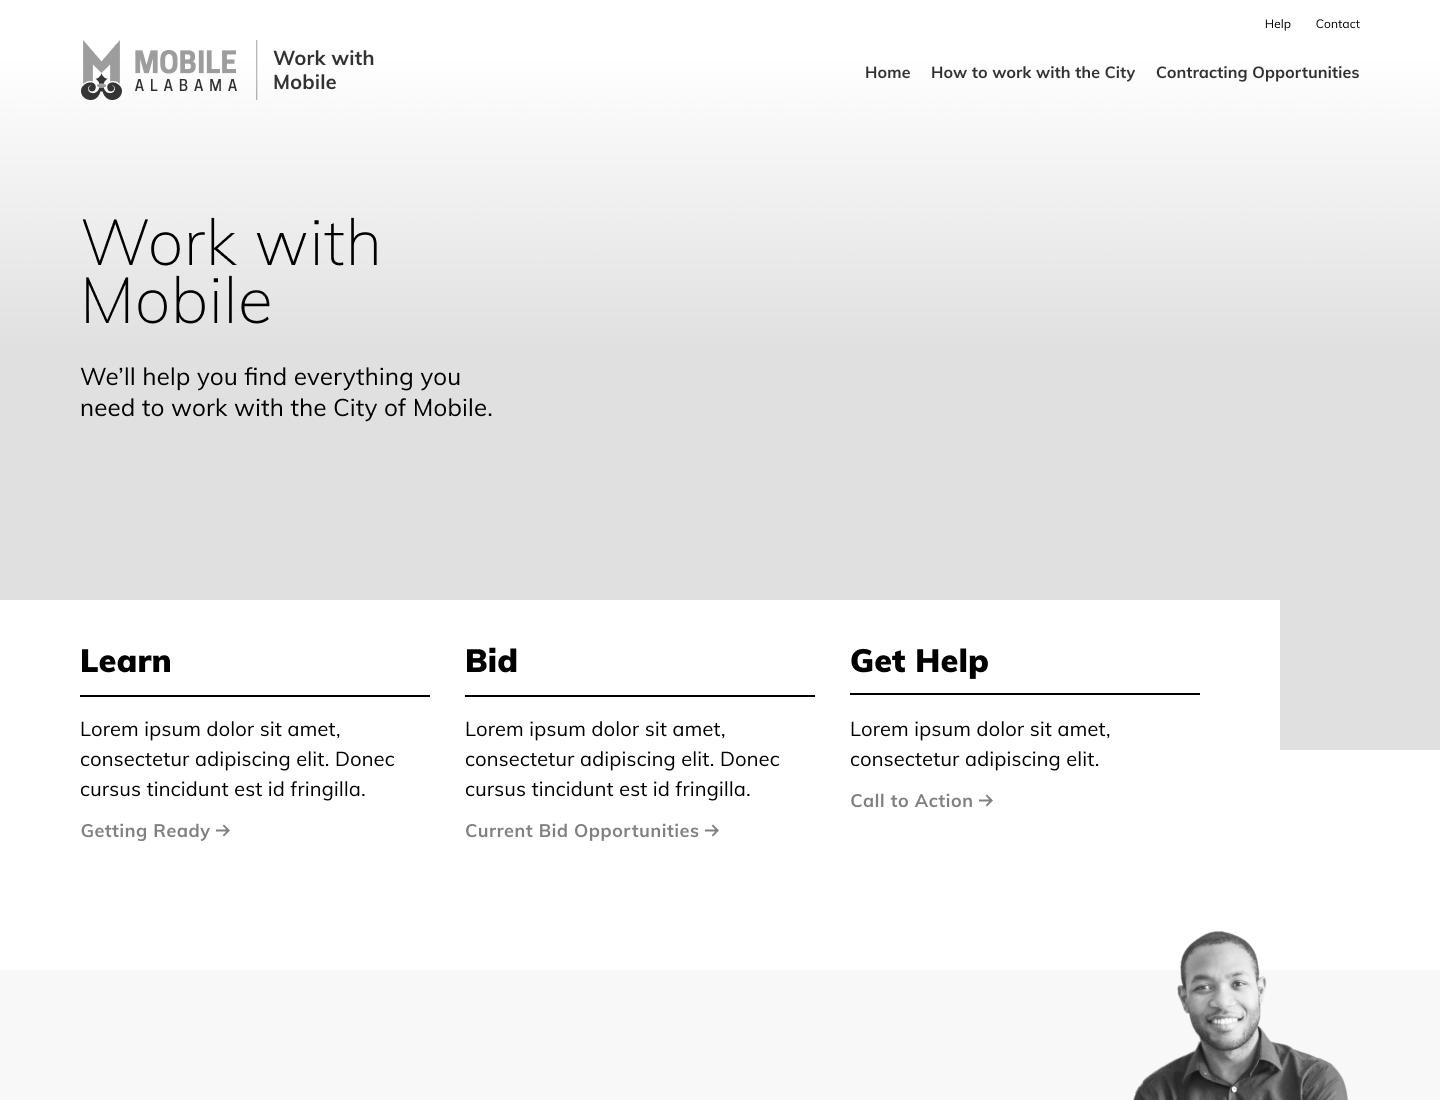 Help Contact
MOBILE
ALABAMA
Work with
Mobile
Home How to work with the City Contracting Opportunities
Work with
Mobile
We’ll help you find everything you
need to work with the City of Mobile.
Learn
Lorem ipsum dolor sit amet,
consectetur adipiscing elit. Donec
cursus tincidunt est id fringilla.
Getting Ready →
Bid
Lorem ipsum dolor sit amet,
consectetur adipiscing elit. Donec
cursus tincidunt est id fringilla.
Current Bid Opportunities →
Get Help
Lorem ipsum dolor sit amet,
consectetur adipiscing elit.
Call to Action →